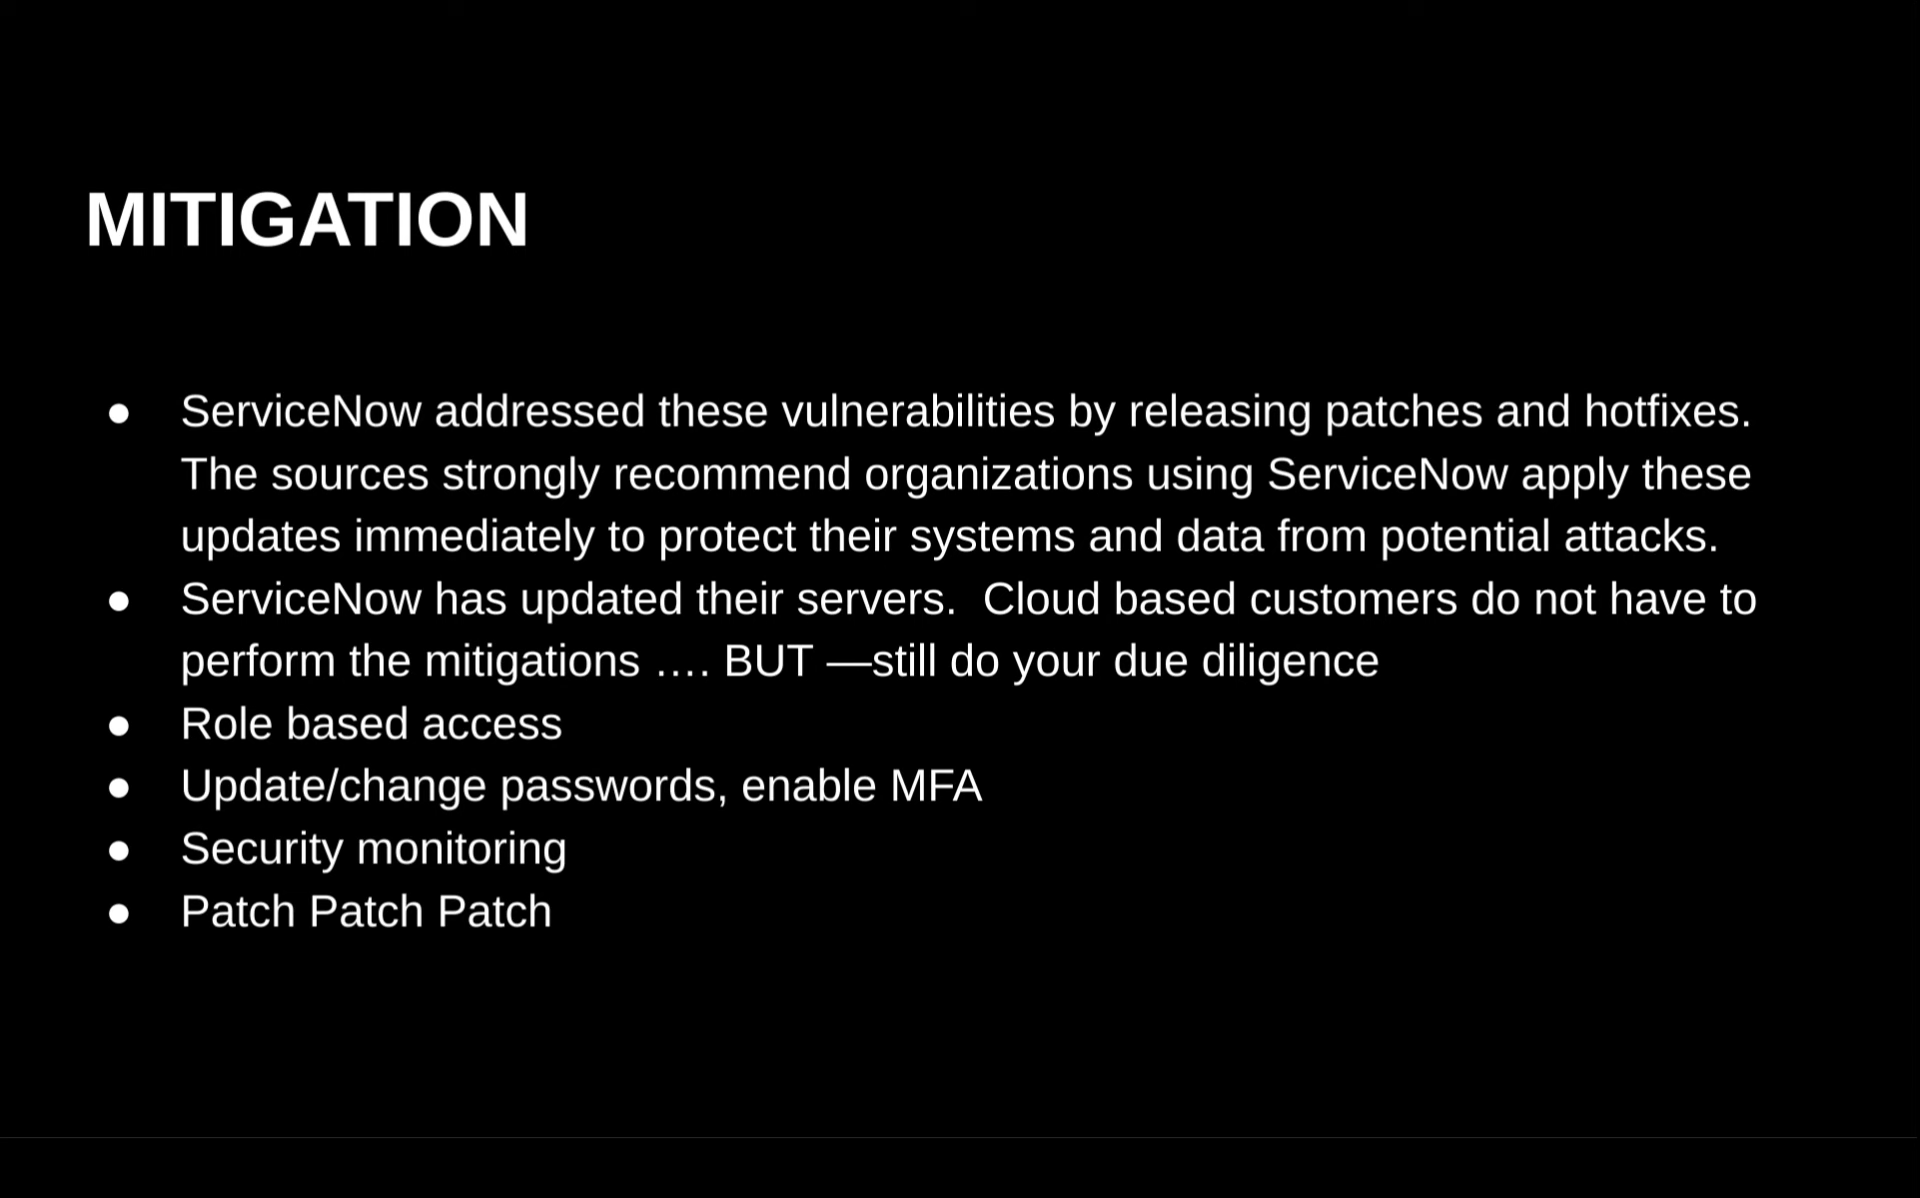 MITIGATION
● ServiceNow addressed these vulnerabilities by releasing patches and hotfixes.
The sources strongly recommend organizations using ServiceNow apply these
updates immediately to protect their systems and data from potential attacks.
● ServiceNow has updated their servers.  Cloud based customers do not have to
perform the mitigations …. BUT —still do your due diligence
● Role based access
● Update/change passwords, enable MFA
● Security monitoring
● Patch Patch Patch